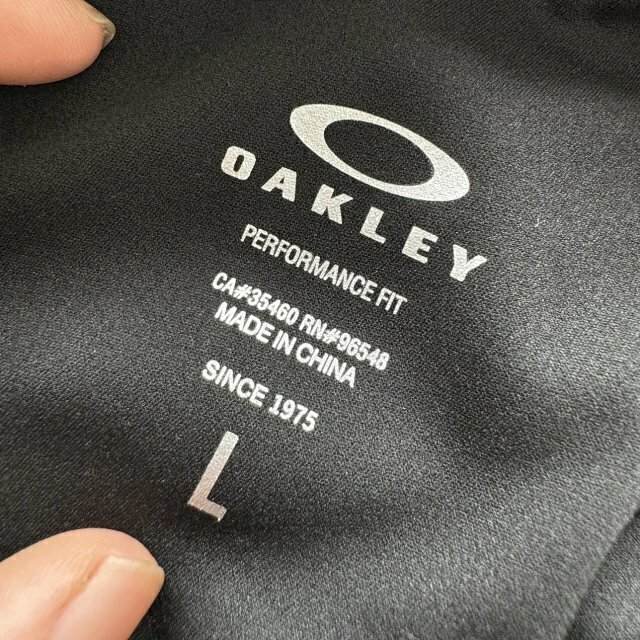 OAKLEY
PERFORMANCE FIT
CA#35460 RN#96548
MADE IN CHINA
SINCE 1975
L